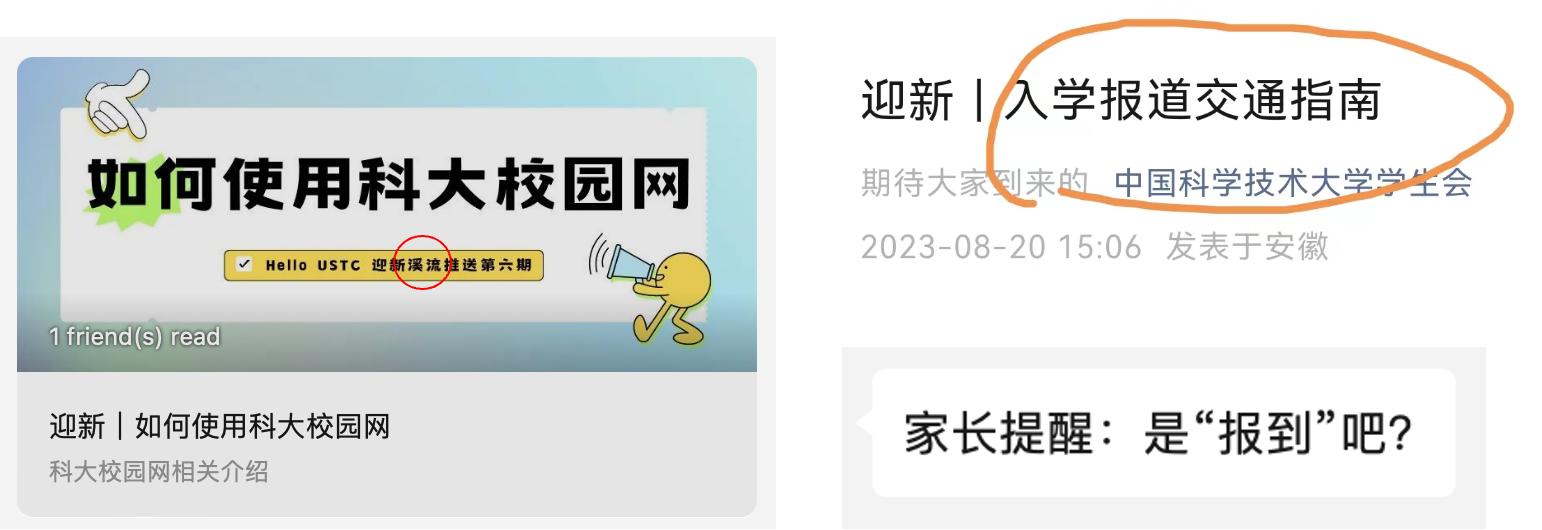 如何使用科大校园网
Hello USTC 迎新溪流推送第六期
1 friend(s) read
迎新｜如何使用科大校园网
科大校园网相关介绍
迎新｜入学报道交通指南
期待大家到来的 中国科学技术大学学生会
2023-08-20 15:06 发表于安徽
家长提醒：是“报到”吧？